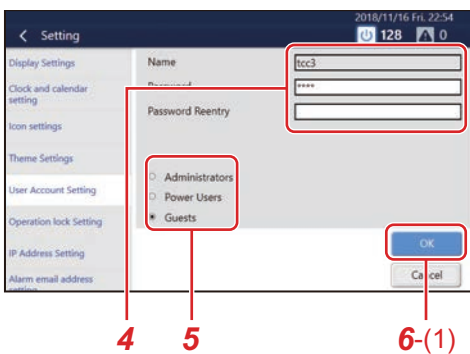 2018/11/16 Fri. 22:54
Setting
128
0
Display Settings
Clock and calendar
setting
Icon settings
Theme Settings
User Account Setting
Operation lock Setting
IP Address Setting
Alarm email address
setting
Name
tcc3
Password
****
Password Reentry
Administrators
Power Users
Guests
OK
Cancel
4
5
6-(1)